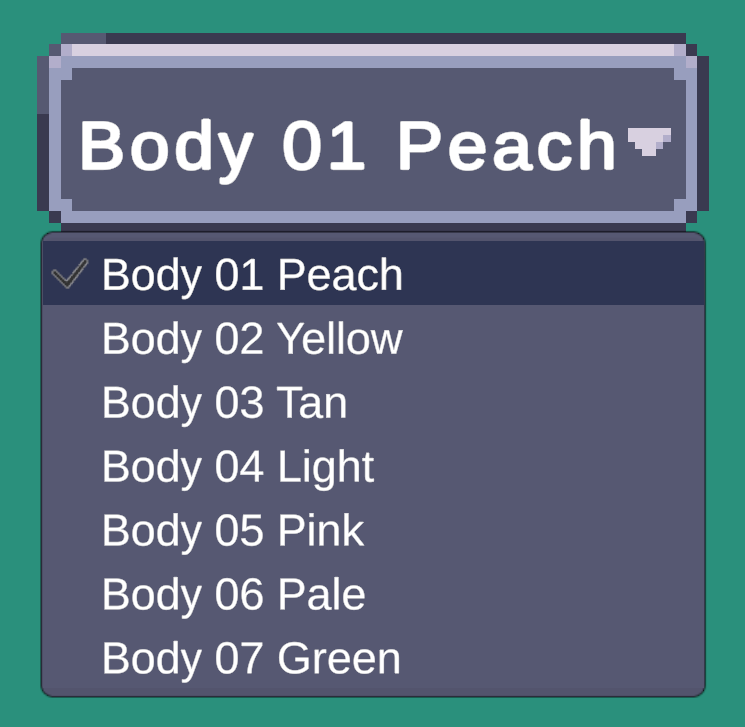 Body 01 Peach
Body 01 Peach
Body 02 Yellow
Body 03 Tan
Body 04 Light
Body 05 Pink
Body 06 Pale
Body 07 Green